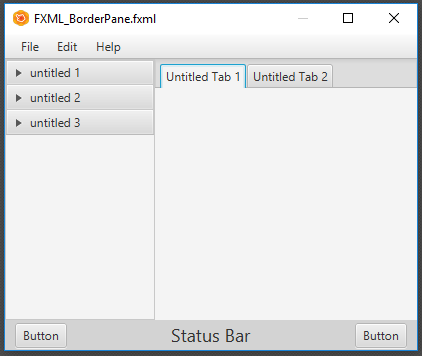 FXML_BorderPane.fxml
File Edit Help
untitled 1
untitled 2
untitled 3
Untitled Tab 1 Untitled Tab 2
Button Status Bar Button